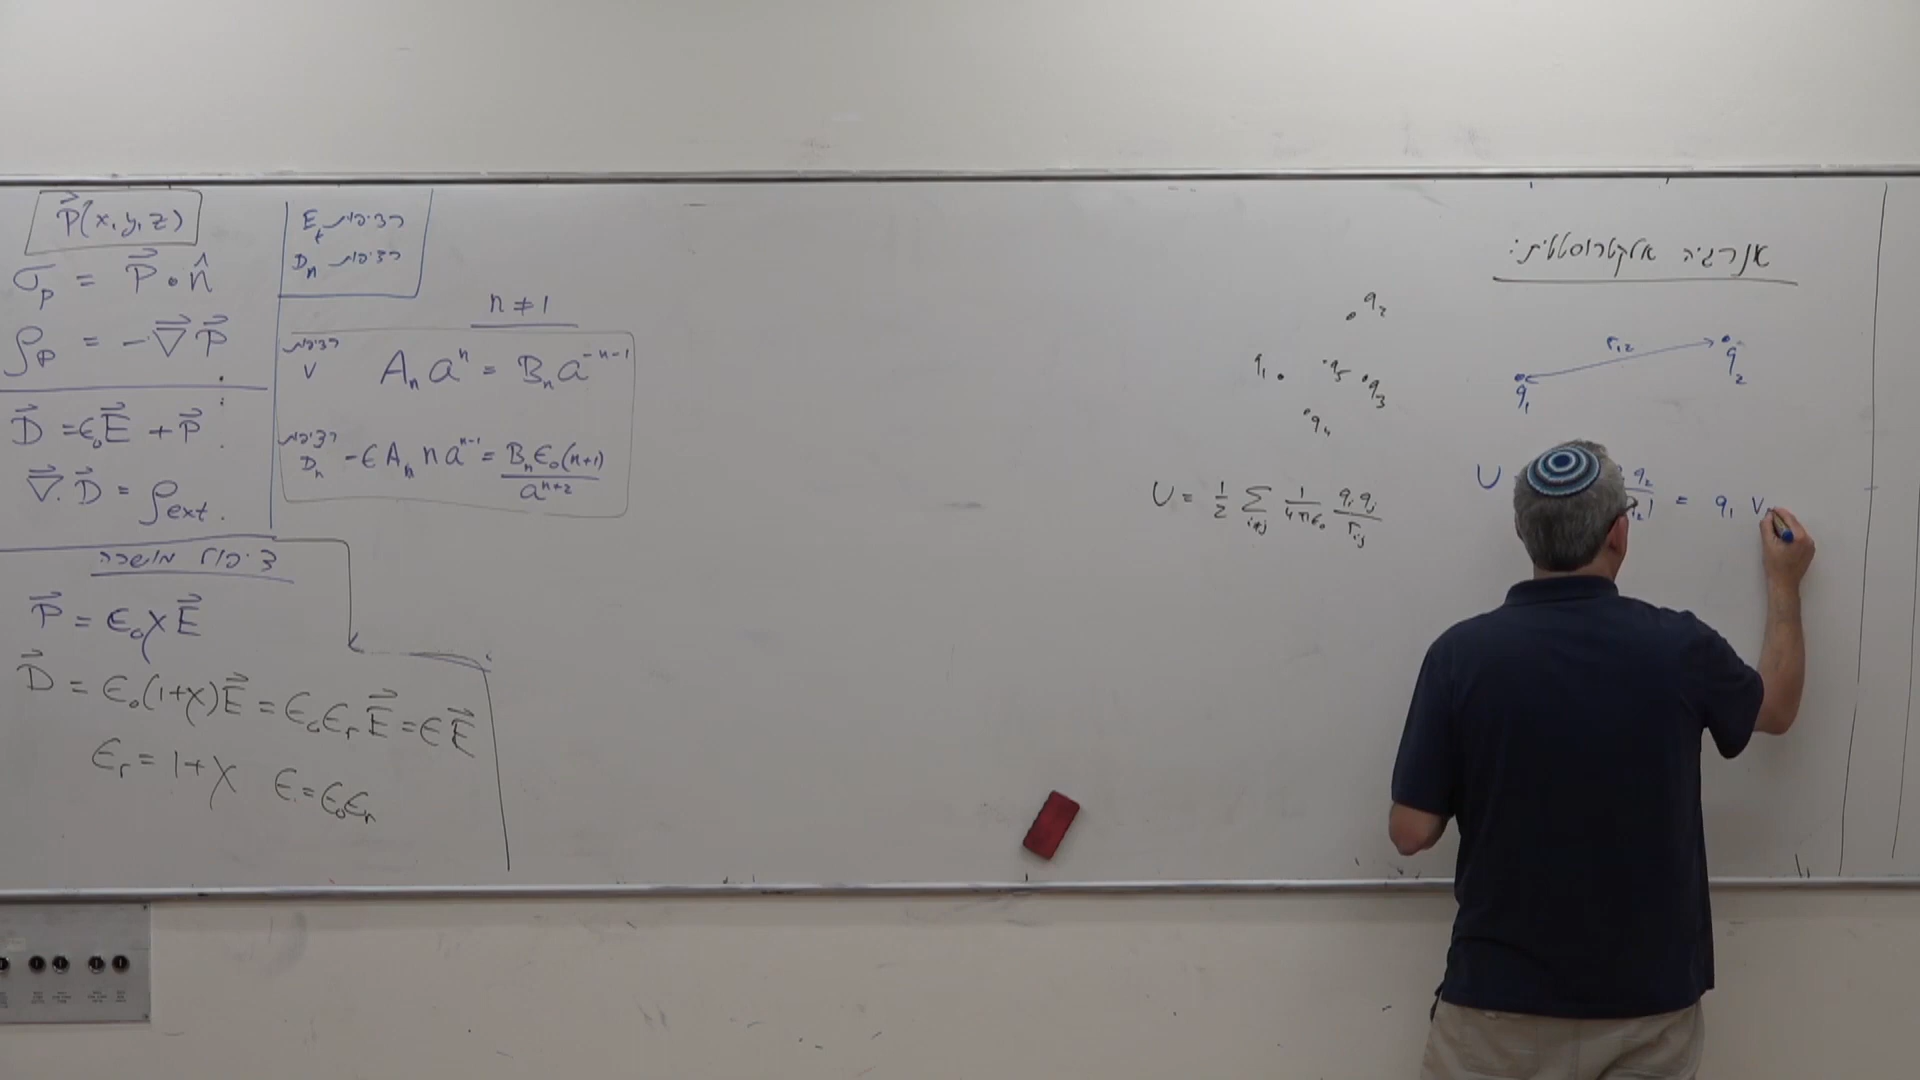 P⃗(x,y,z)
σ_p = P⃗ · n̂
ρ_p = -∇⃗ P⃗
D⃗ = ϵ₀E⃗ + P⃗
∇⃗ · D⃗ = ρ_ext.
מושרה
P⃗ = ϵ₀χE⃗
D⃗ = ϵ₀(1+χ)E⃗ = ϵ₀ϵ_r E⃗ = ϵE⃗
ϵ_r = 1+χ ϵ = ϵ₀ϵ_r
רציפות E_t
רציפות D_n
n ≠ 1
רציפות V A_n a^n = B_n a^{-n-1}
רציפות D_n -ϵ A_n n a^{n-1} = B_n ϵ₀ (n+1) / a^{n+2}
אנרגיה אלקטרוסטטית:
q₁ r₁₂ q₂
U q₂ = q₁ V
q₂
q₁ q₅ q₃
q₄
U = 1/2 Σ_{i≠j} 1/4πϵ₀ q_i q_j / r_ij